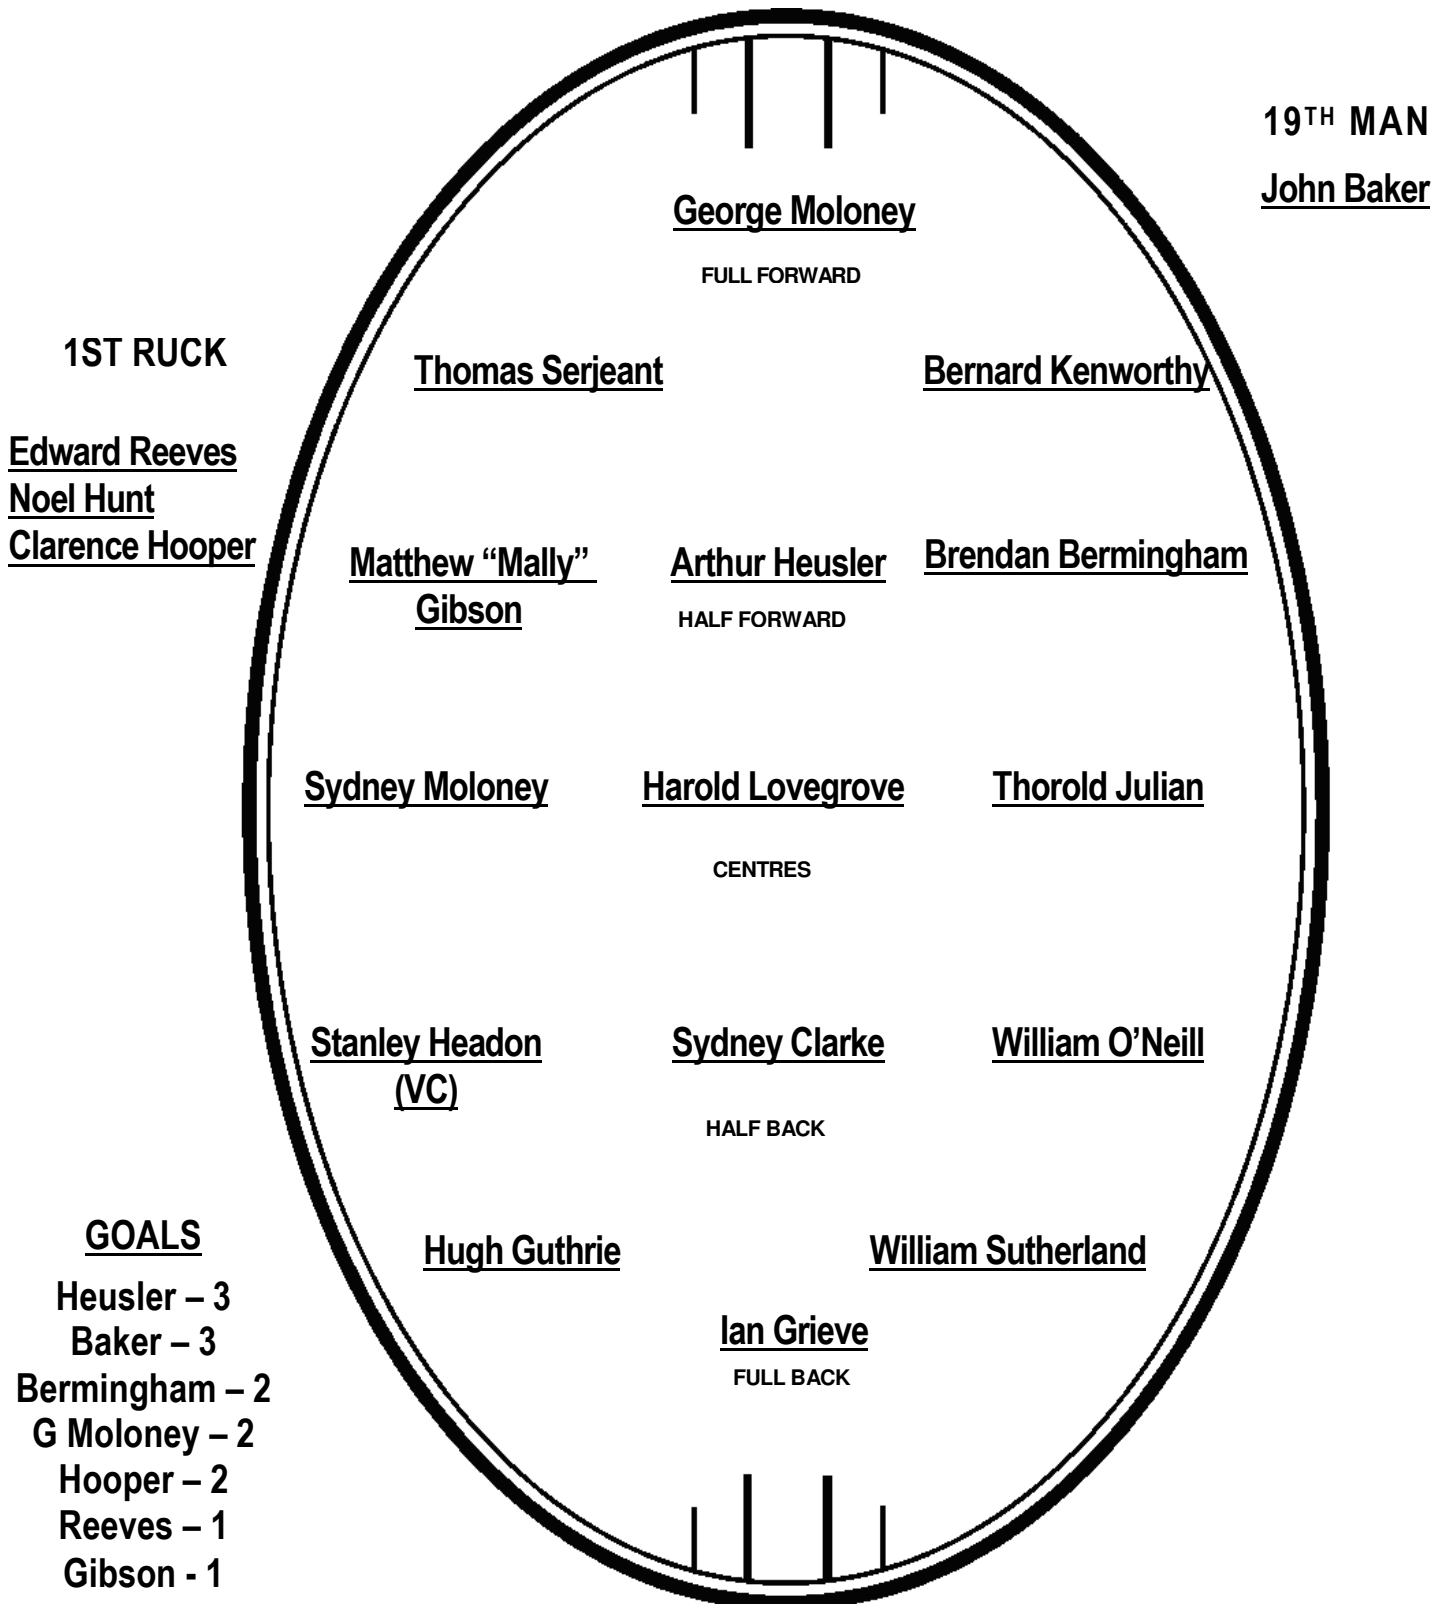 19TH MAN
John Baker
George Moloney
FULL FORWARD
1ST RUCK
Edward Reeves
Noel Hunt
Clarence Hooper
Thomas Serjeant
Bernard Kenworthy
Matthew “Mally”
Gibson
Arthur Heusler
Brendan Bermingham
HALF FORWARD
Sydney Moloney
Harold Lovegrove
Thorold Julian
CENTRES
Stanley Headon
(VC)
Sydney Clarke
William O’Neill
HALF BACK
Hugh Guthrie
William Sutherland
Ian Grieve
FULL BACK
GOALS
Heusler – 3
Baker – 3
Bermingham – 2
G Moloney – 2
Hooper – 2
Reeves – 1
Gibson - 1